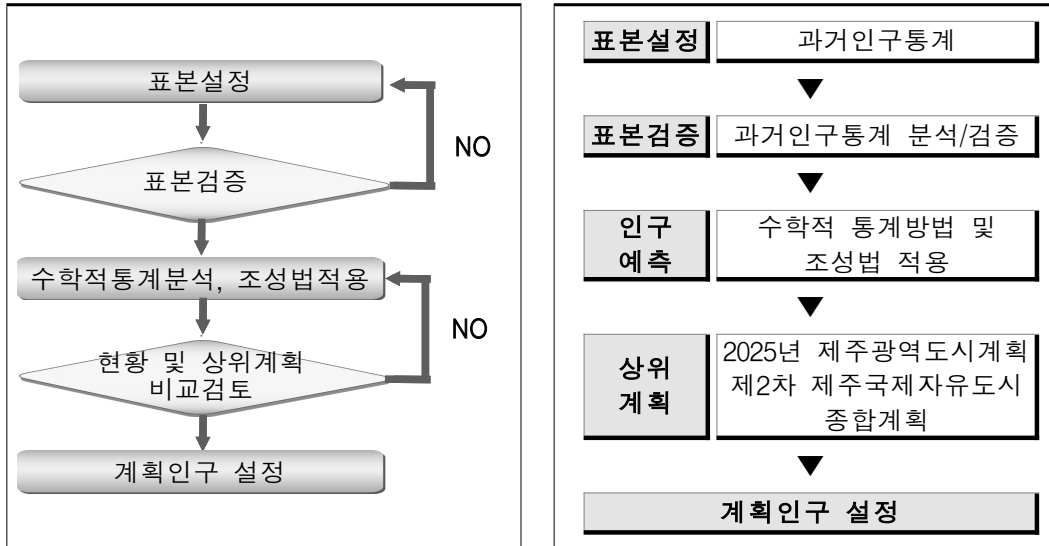 표본설정
NO
표본검증
수학적통계분석, 조성법적용
NO
현황 및 상위계획
비교검토
계획인구 설정
표본설정 과거인구통계
표본검증 과거인구통계 분석/검증
인구
예측
수학적 통계방법 및
조성법 적용
상위
계획
2025년 제주광역도시계획
제2차 제주국제자유도시
종합계획
계획인구 설정